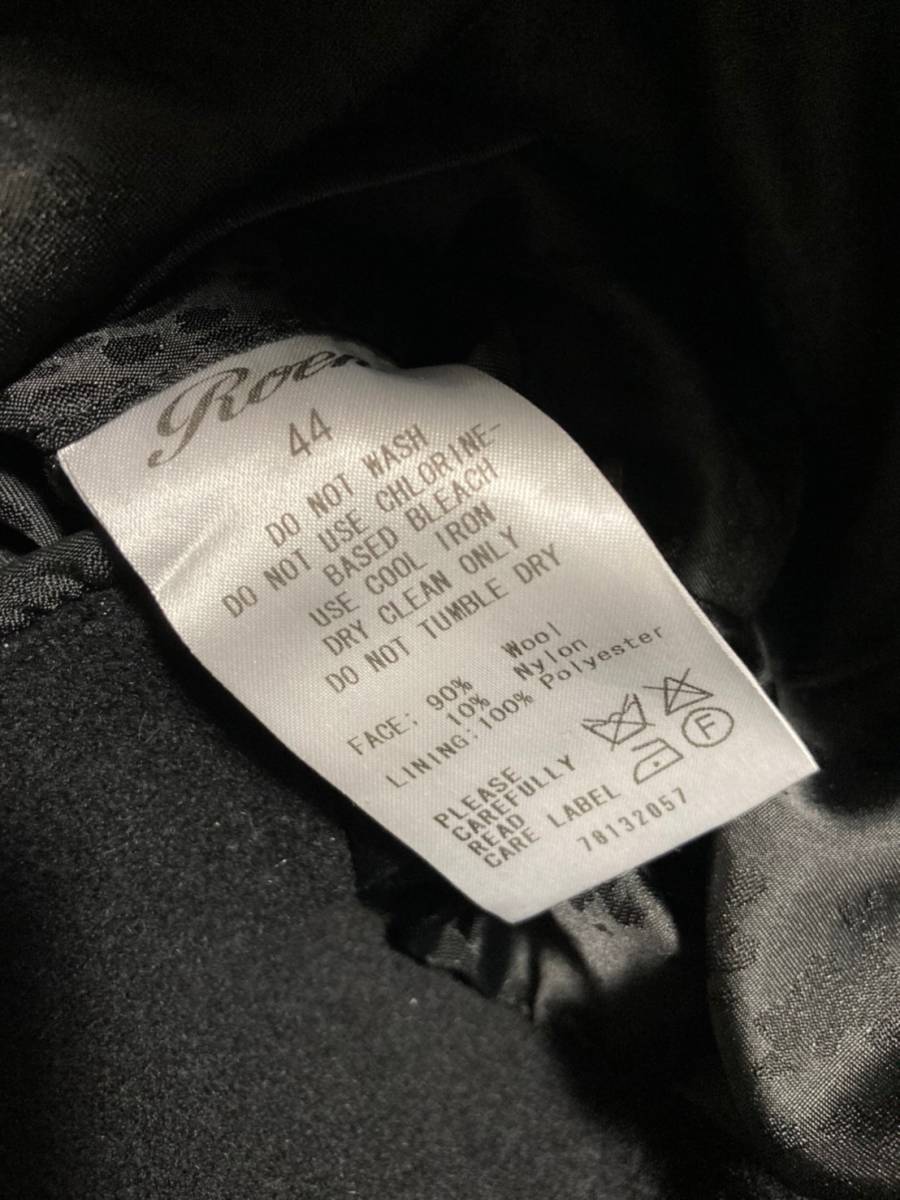 Roen
44
DO NOT WASH
DO NOT USE CHLORINE-
BASED BLEACH
USE COOL IRON
DRY CLEAN ONLY
DO NOT TUMBLE DRY
FACE; 90% Wool
10% Nylon
LINING;100% Polyester
PLEASE
CAREFULLY
READ
CARE LABEL
F
78132057